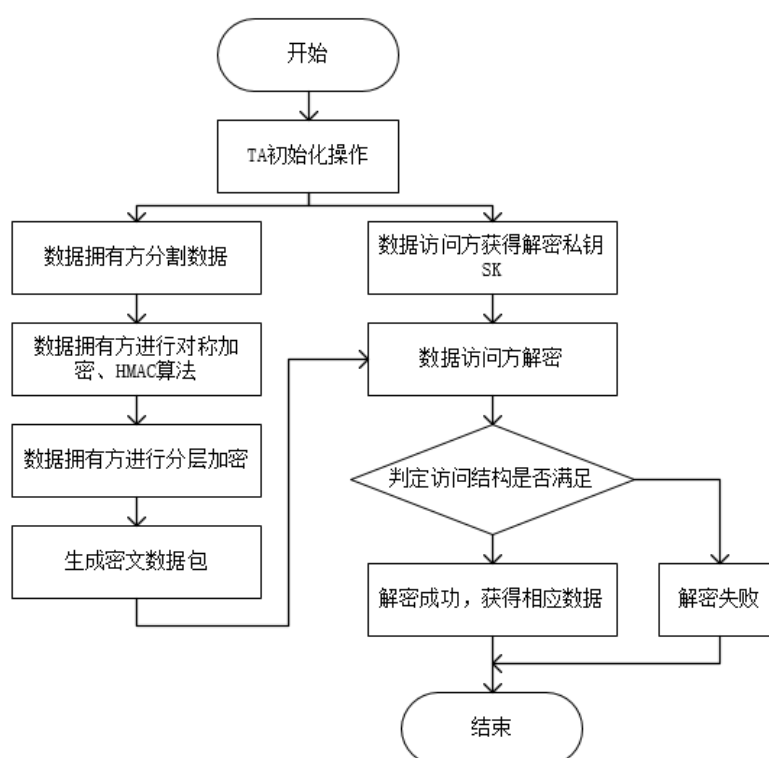 开始
TA初始化操作
数据拥有方分割数据
数据访问方获得解密私钥
SK
数据拥有方进行对称加
密、HMAC算法
数据访问方解密
数据拥有方进行分层加密
判定访问结构是否满足
生成密文数据包
解密成功，获得相应数据
解密失败
结束